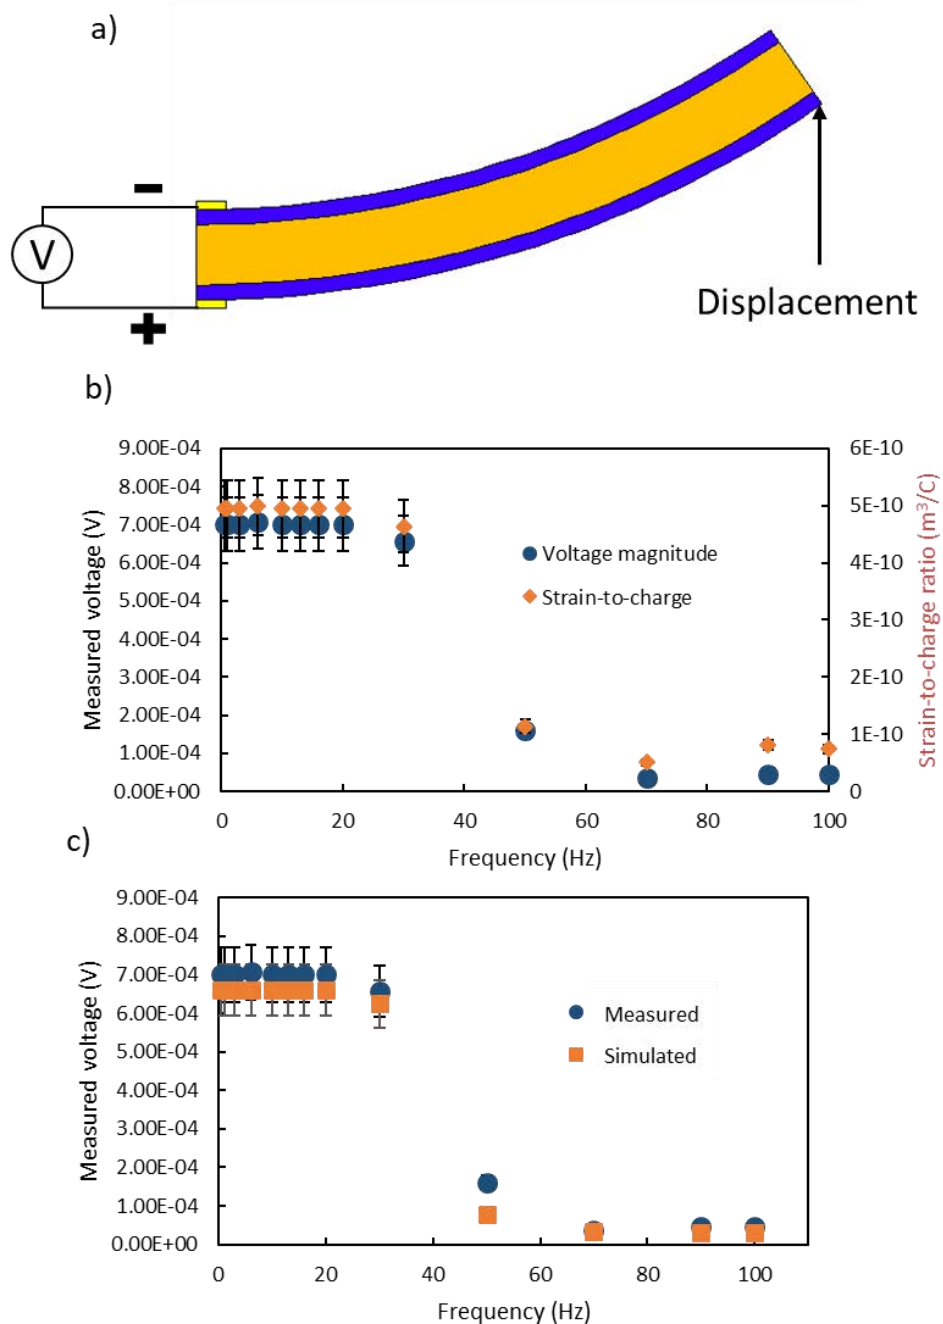 a)
-
V
+
Displacement
b)
Measured voltage (V)
9.00E-04
8.00E-04
7.00E-04
6.00E-04
5.00E-04
4.00E-04
3.00E-04
2.00E-04
1.00E-04
0.00E+00
Voltage magnitude
Strain-to-charge
6E-10
5E-10
4E-10
3E-10
2E-10
1E-10
0
Strain-to-charge ratio (m³/C)
0 20 40 60 80 100
Frequency (Hz)
c)
Measured voltage (V)
9.00E-04
8.00E-04
7.00E-04
6.00E-04
5.00E-04
4.00E-04
3.00E-04
2.00E-04
1.00E-04
0.00E+00
Measured
Simulated
0 20 40 60 80 100
Frequency (Hz)